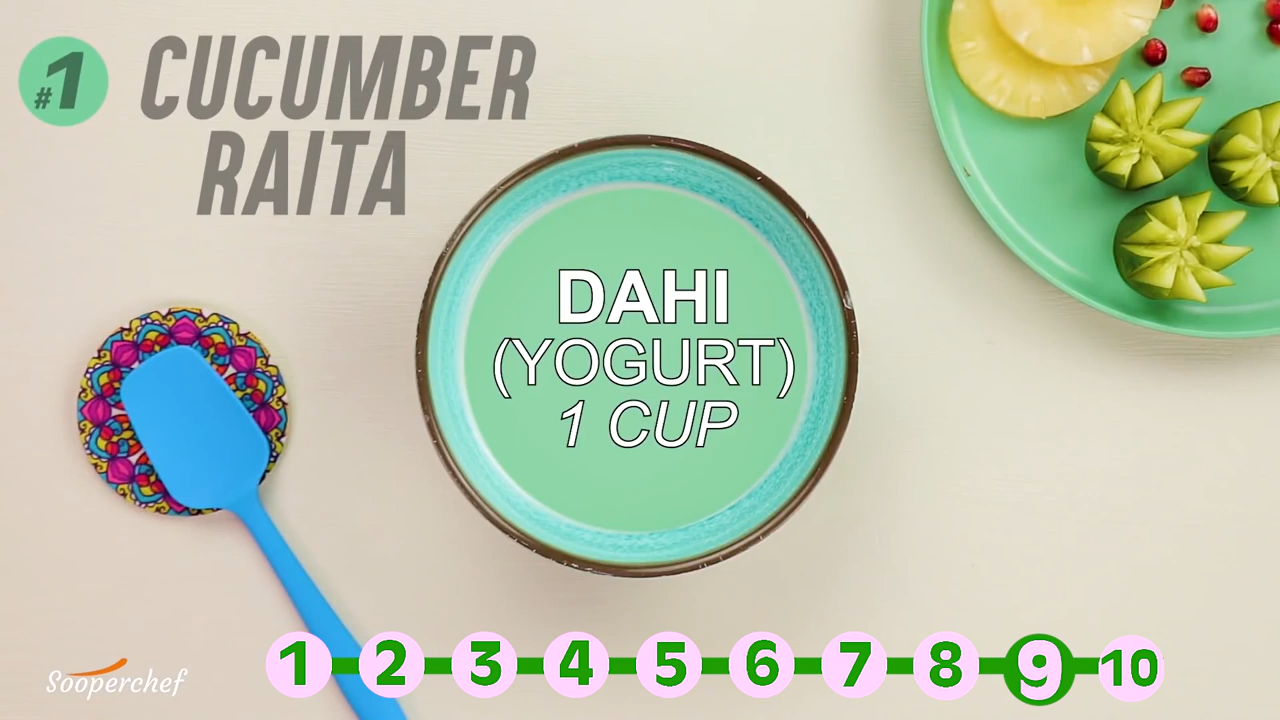 #1 CUCUMBER
RAITA
DAHI
(YOGURT)
1 CUP
1 2 3 4 5 6 7 8 9 10
Sooperchef